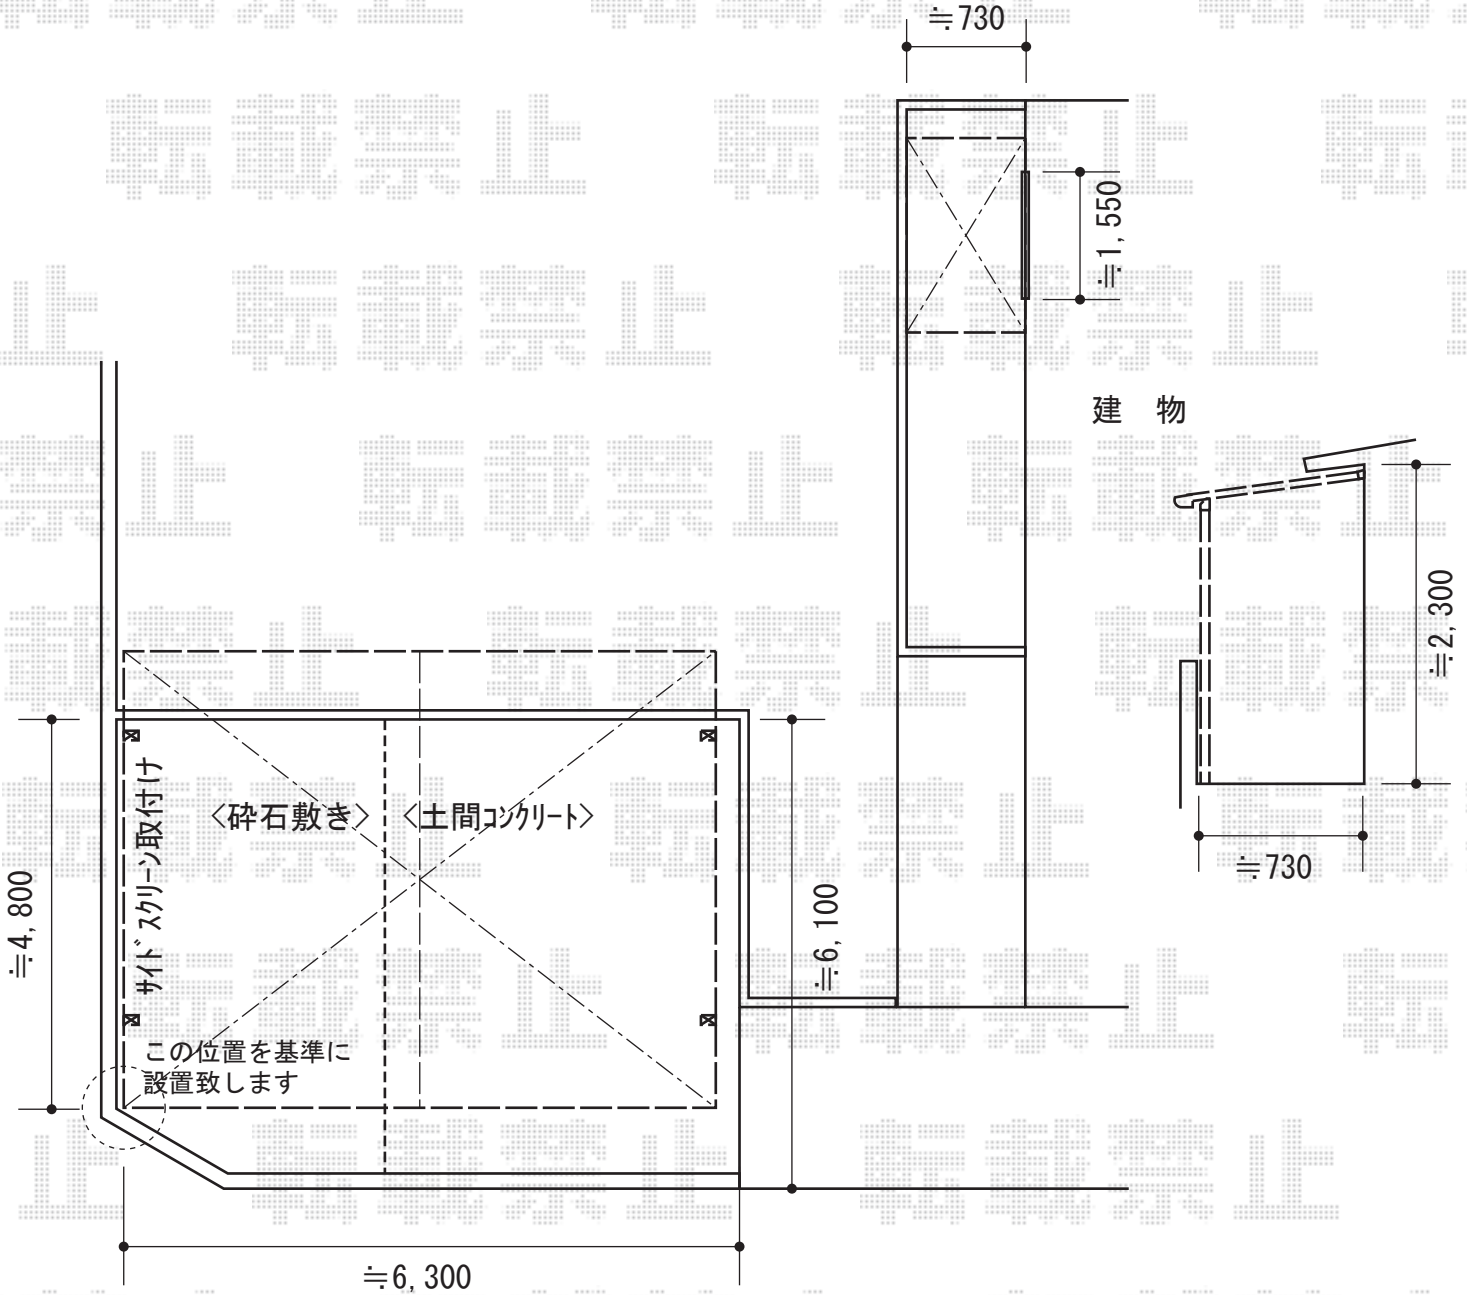 ≒730
≒1,550
建 物
≒2,300
≒730
サイドスクリーン取付け
〈砕石敷き〉
〈土間コンクリート〉
≒4,800
≒6,100
この位置を基準に
設置致します
≒6,300
転載禁止